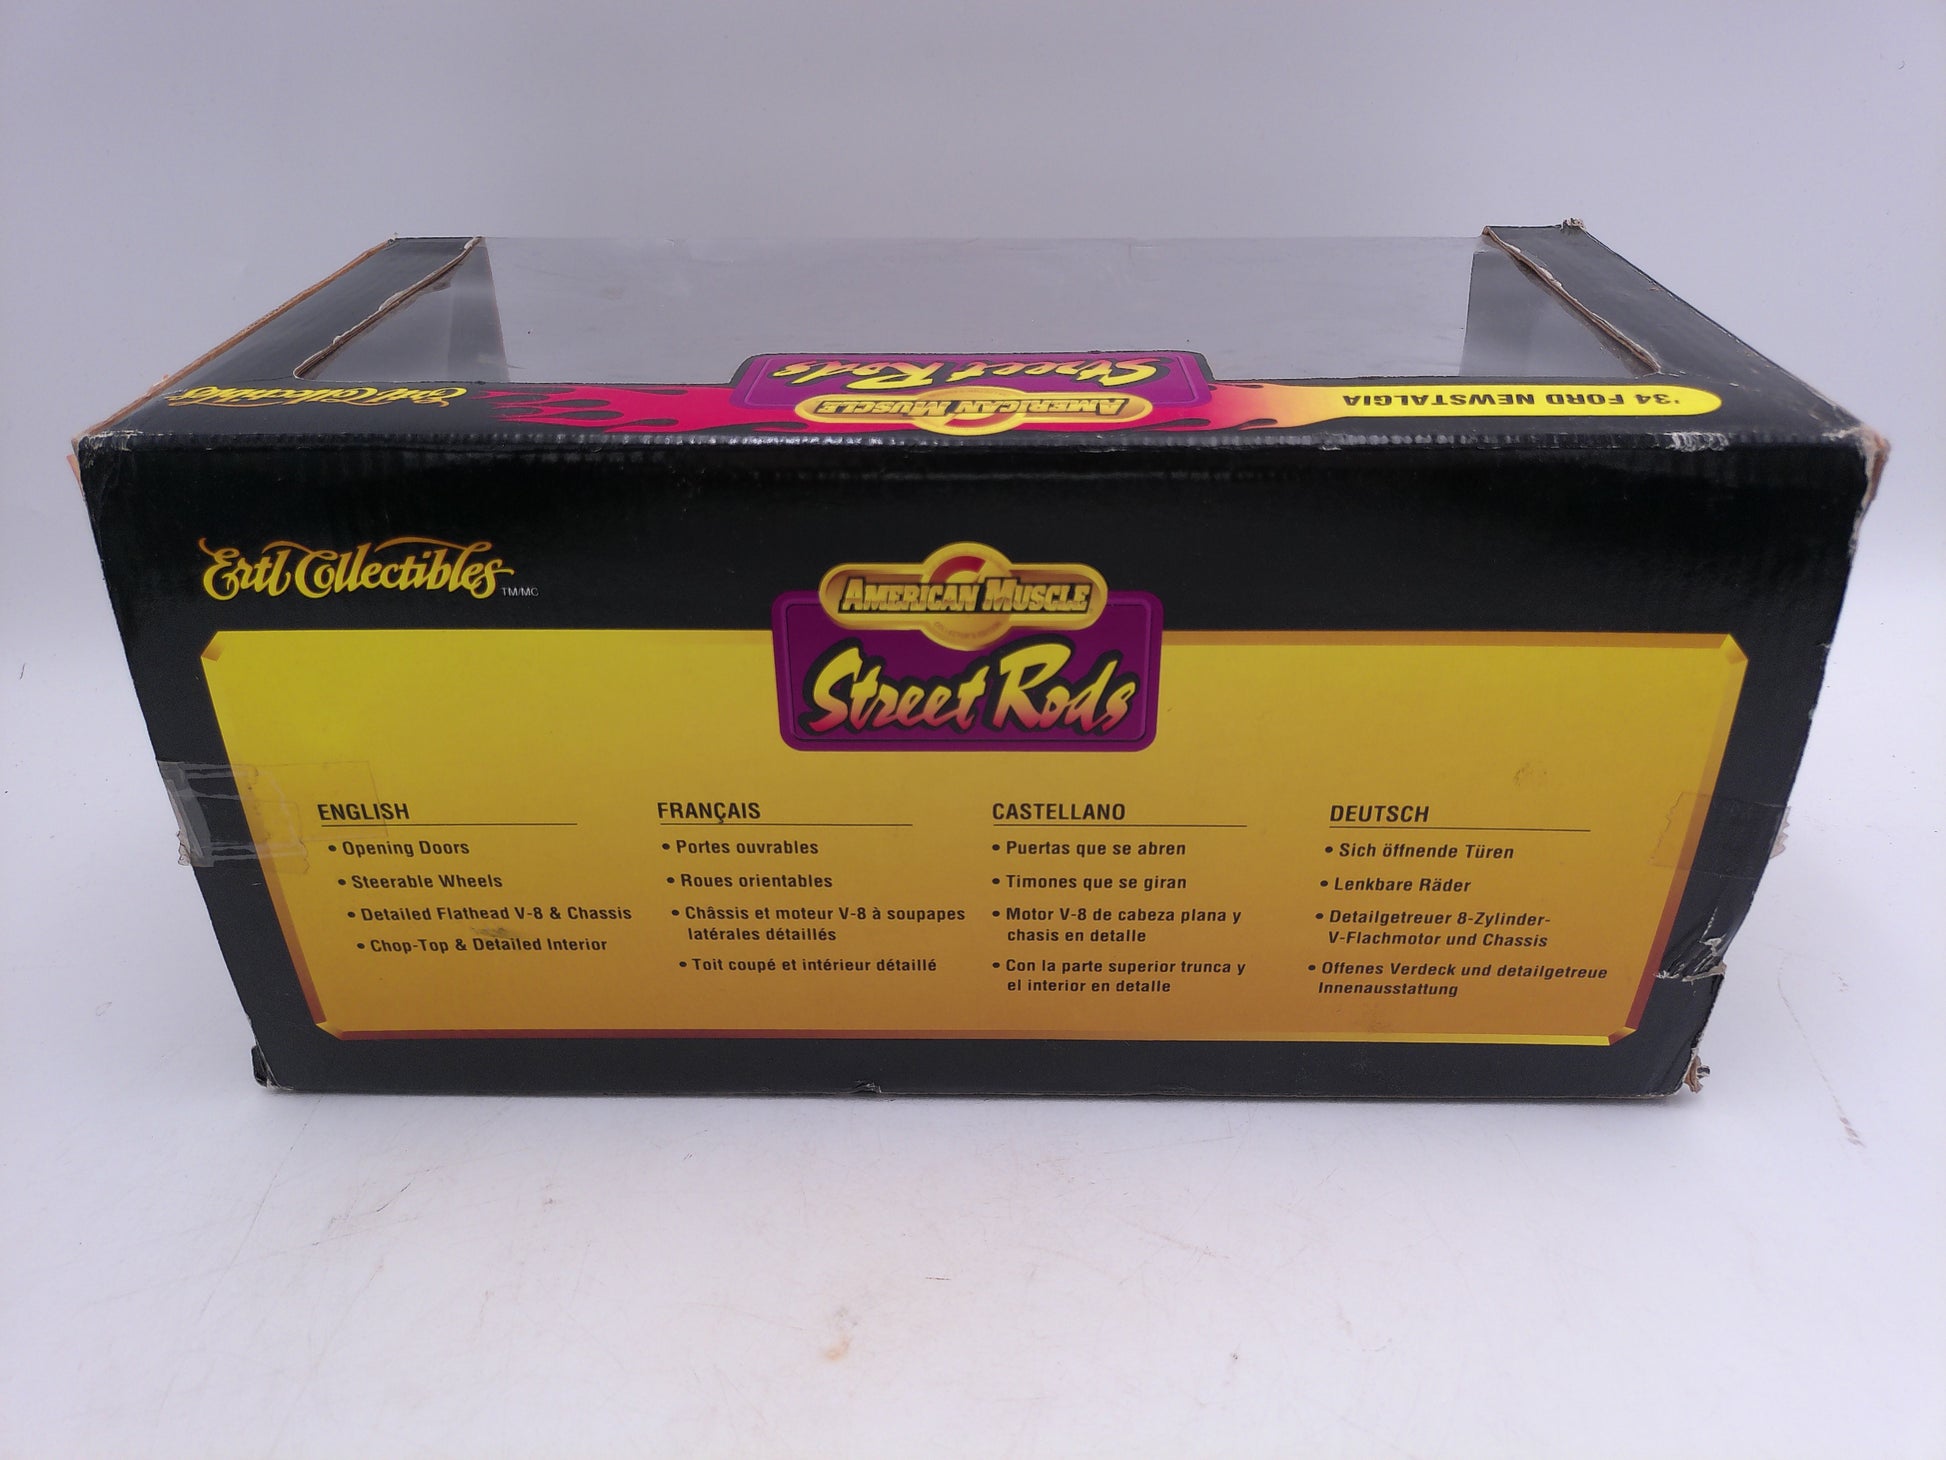 Street Rods
AMERICAN MUSCLE
Ertl Collectibles
'34 FORD NEWSTALGIA
Ertl Collectibles
TM/MC
AMERICAN MUSCLE
COLLECTOR'S EDITION
Street Rods
ENGLISH
• Opening Doors
• Steerable Wheels
• Detailed Flathead V-8 & Chassis
• Chop-Top & Detailed Interior
FRANÇAIS
• Portes ouvrables
• Roues orientables
• Châssis et moteur V-8 à soupapes
latérales détaillés
• Toit coupé et intérieur détaillé
CASTELLANO
• Puertas que se abren
• Timones que se giran
• Motor V-8 de cabeza plana y
chasis en detalle
• Con la parte superior trunca y
el interior en detalle
DEUTSCH
• Sich öffnende Türen
• Lenkbare Räder
• Detailgetreuer 8-Zylinder-
V-Flachmotor und Chassis
• Offenes Verdeck und detailgetreue
Innenausstattung